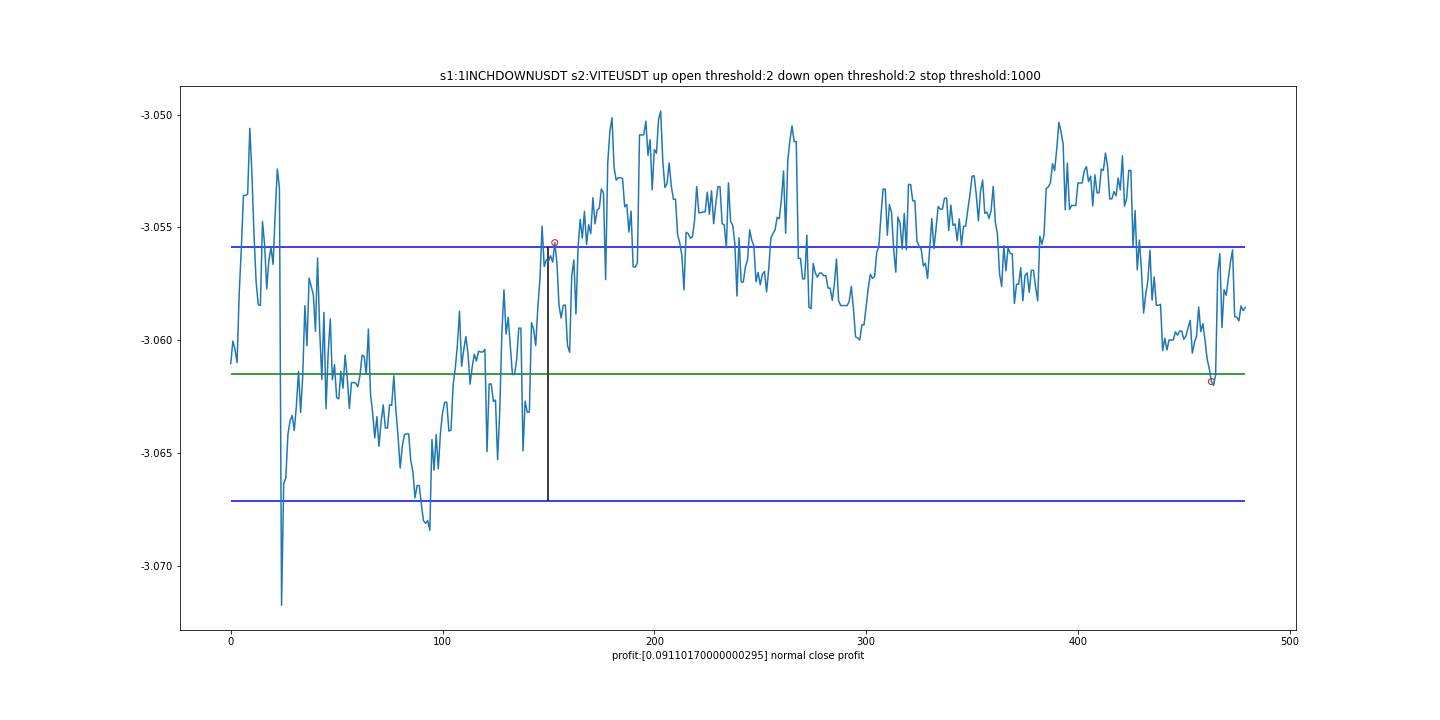 s1:1INCHDOWNUSDT s2:VITEUSDT up open threshold:2 down open threshold:2 stop threshold:1000
-3.050
-3.055
-3.060
-3.065
-3.070
0 100 200 300 400 500
profit:[0.09110170000000295] normal close profit